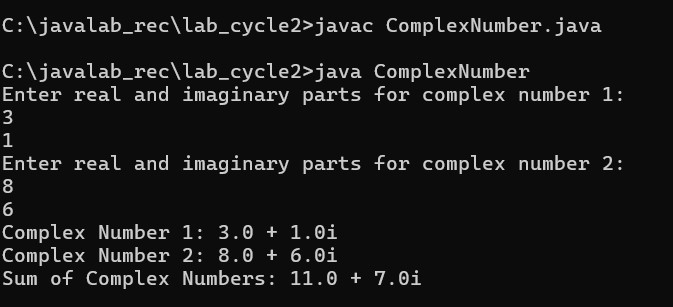 C:\javalab_rec\lab_cycle2>javac ComplexNumber.java
C:\javalab_rec\lab_cycle2>java ComplexNumber
Enter real and imaginary parts for complex number 1:
3
1
Enter real and imaginary parts for complex number 2:
8
6
Complex Number 1: 3.0 + 1.0i
Complex Number 2: 8.0 + 6.0i
Sum of Complex Numbers: 11.0 + 7.0i